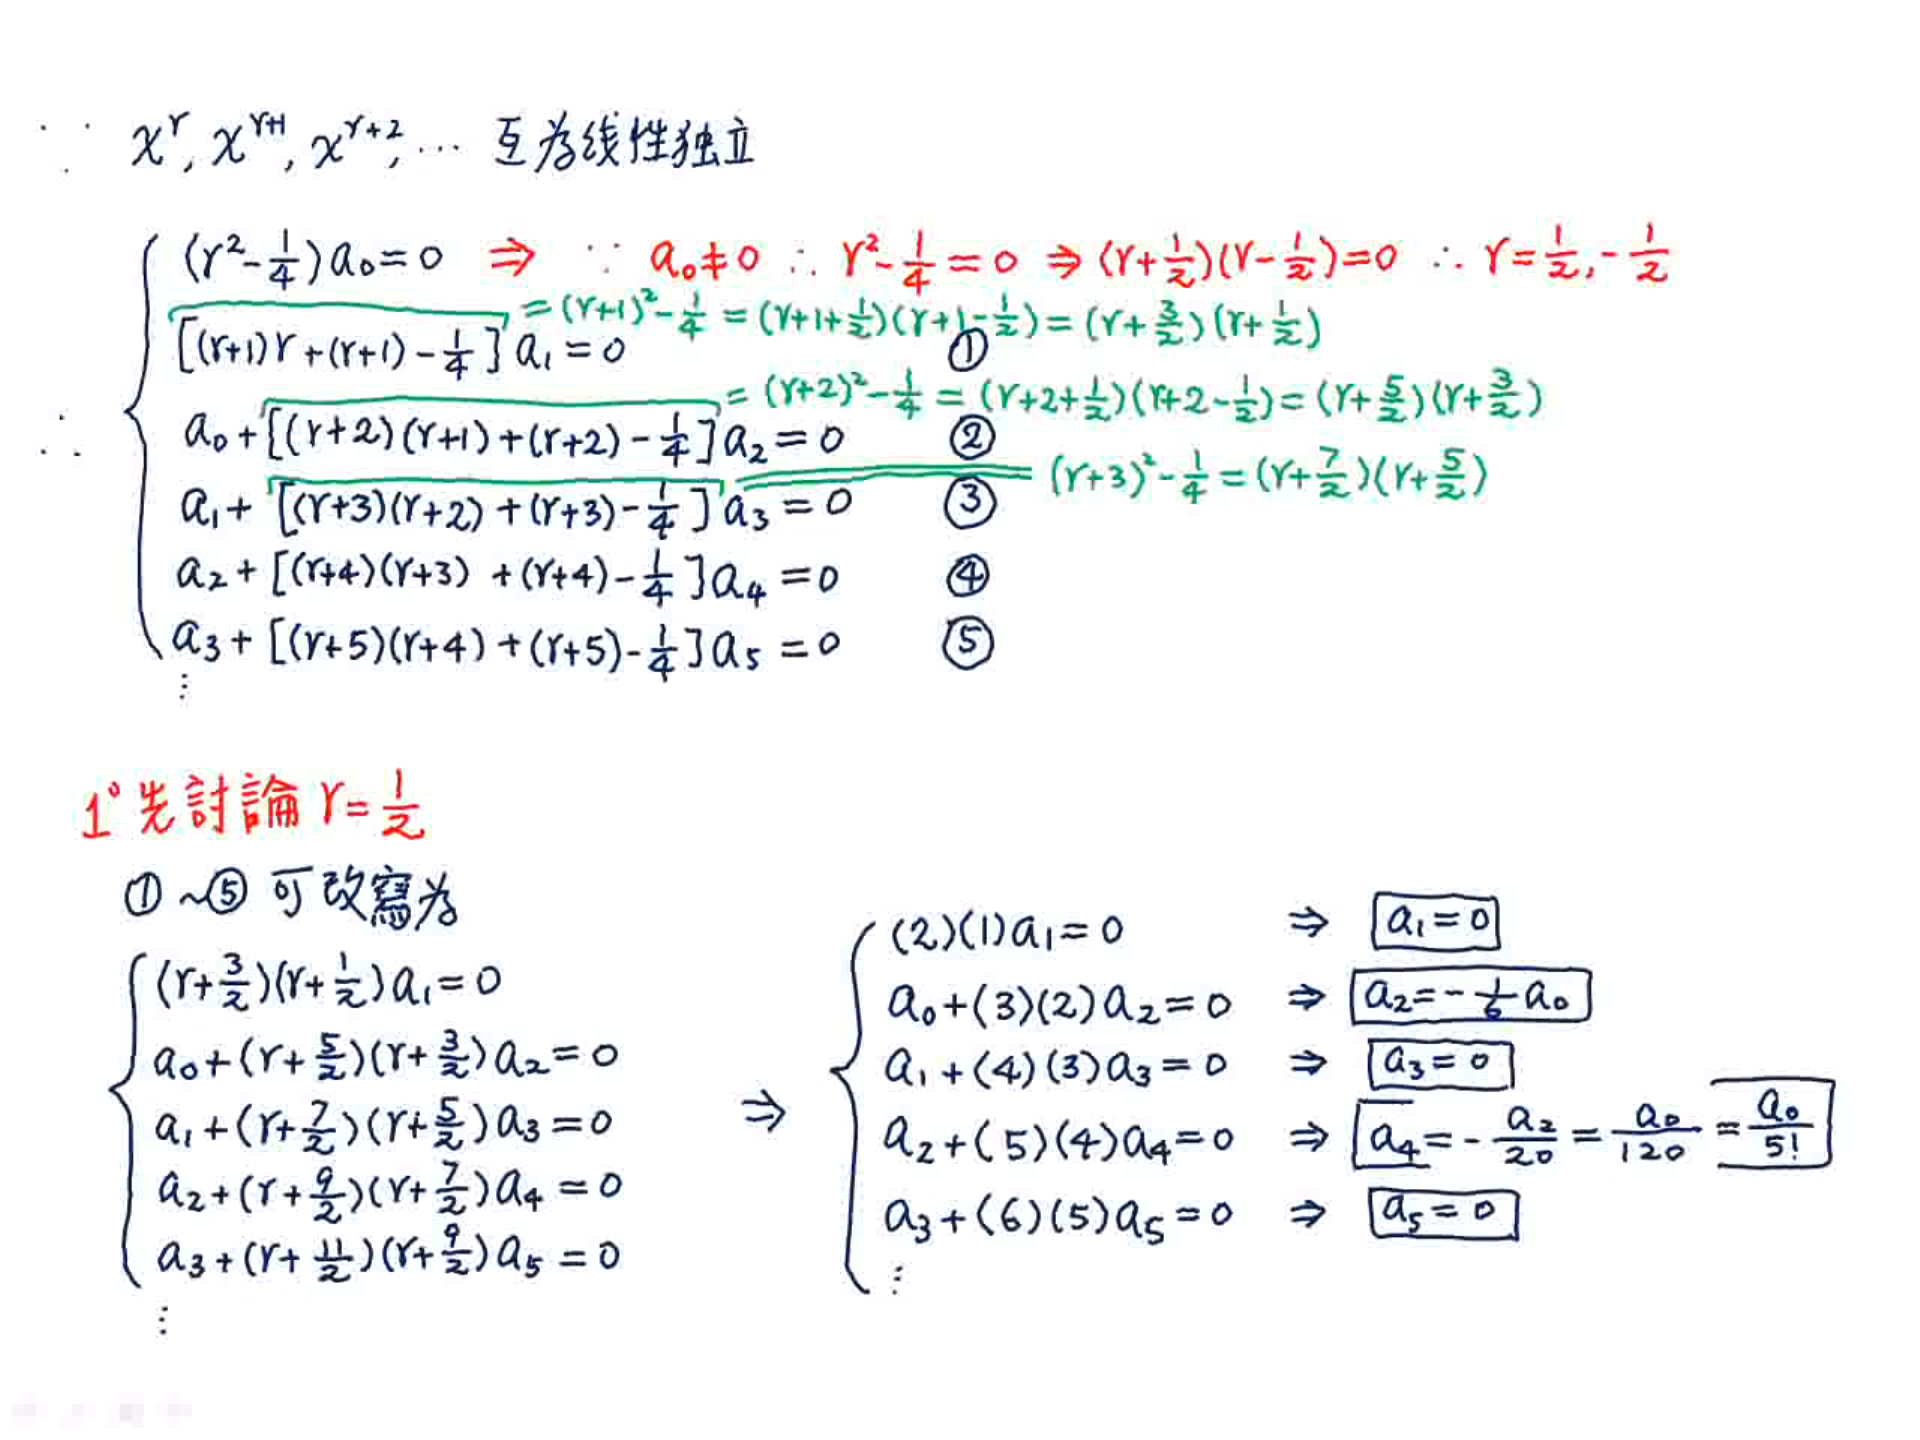 ∵ x^r, x^{r+1}, x^{r+2}, ⋯ 互為线性独立
(r²-1/4)a₀=0 ⇒ ∵ a₀≠0 ∴ r²-1/4=0 ⇒ (r+1/2)(r-1/2)=0 ∴ r=1/2, -1/2
=(r+1)²-1/4=(r+1+1/2)(r+1-1/2)=(r+3/2)(r+1/2)
[(r+1)r+(r+1)-1/4]a₁=0 ①
=(r+2)²-1/4=(r+2+1/2)(r+2-1/2)=(r+5/2)(r+3/2)
∴ a₀+[(r+2)(r+1)+(r+2)-1/4]a₂=0 ②
(r+3)²-1/4=(r+7/2)(r+5/2)
a₁+[(r+3)(r+2)+(r+3)-1/4]a₃=0 ③
a₂+[(r+4)(r+3)+(r+4)-1/4]a₄=0 ④
a₃+[(r+5)(r+4)+(r+5)-1/4]a₅=0 ⑤
⋮
1° 先討論 r=1/2
①~⑤ 可改寫為
(r+3/2)(r+1/2)a₁=0
a₀+(r+5/2)(r+3/2)a₂=0
a₁+(r+7/2)(r+5/2)a₃=0
a₂+(r+9/2)(r+7/2)a₄=0
a₃+(r+11/2)(r+9/2)a₅=0
⋮
⇒
(2)(1)a₁=0 ⇒ a₁=0
a₀+(3)(2)a₂=0 ⇒ a₂=-1/6 a₀
a₁+(4)(3)a₃=0 ⇒ a₃=0
a₂+(5)(4)a₄=0 ⇒ a₄=-a₂/20=a₀/120=a₀/5!
a₃+(6)(5)a₅=0 ⇒ a₅=0
⋮